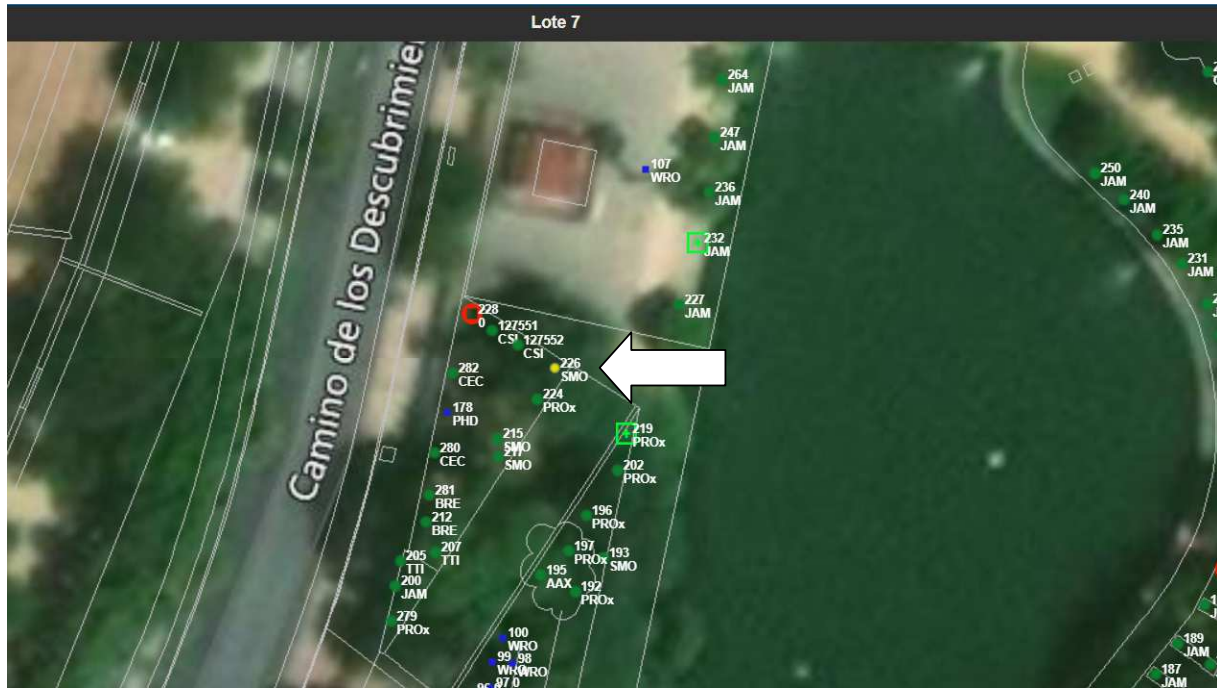 Lote 7
Camino de los Descubrimie
264
JAM
247
JAM
107
WRO
236
JAM
250
JAM
240
JAM
232
JAM
235
JAM
231
JAM
227
JAM
228
0
127551
CSI
127552
CSI
226
SMO
282
CEC
224
PROx
178
PHD
215
SMO
219
PROx
280
CEC
SMO
202
PROx
281
BRE
212
BRE
196
PROx
207
TTI
197
PROx
193
SMO
205
TTI
195
AAX
200
JAM
192
PROx
279
PROx
100
WRO
99
WRO
98
WRO
97 0
189
JAM
187
JAM